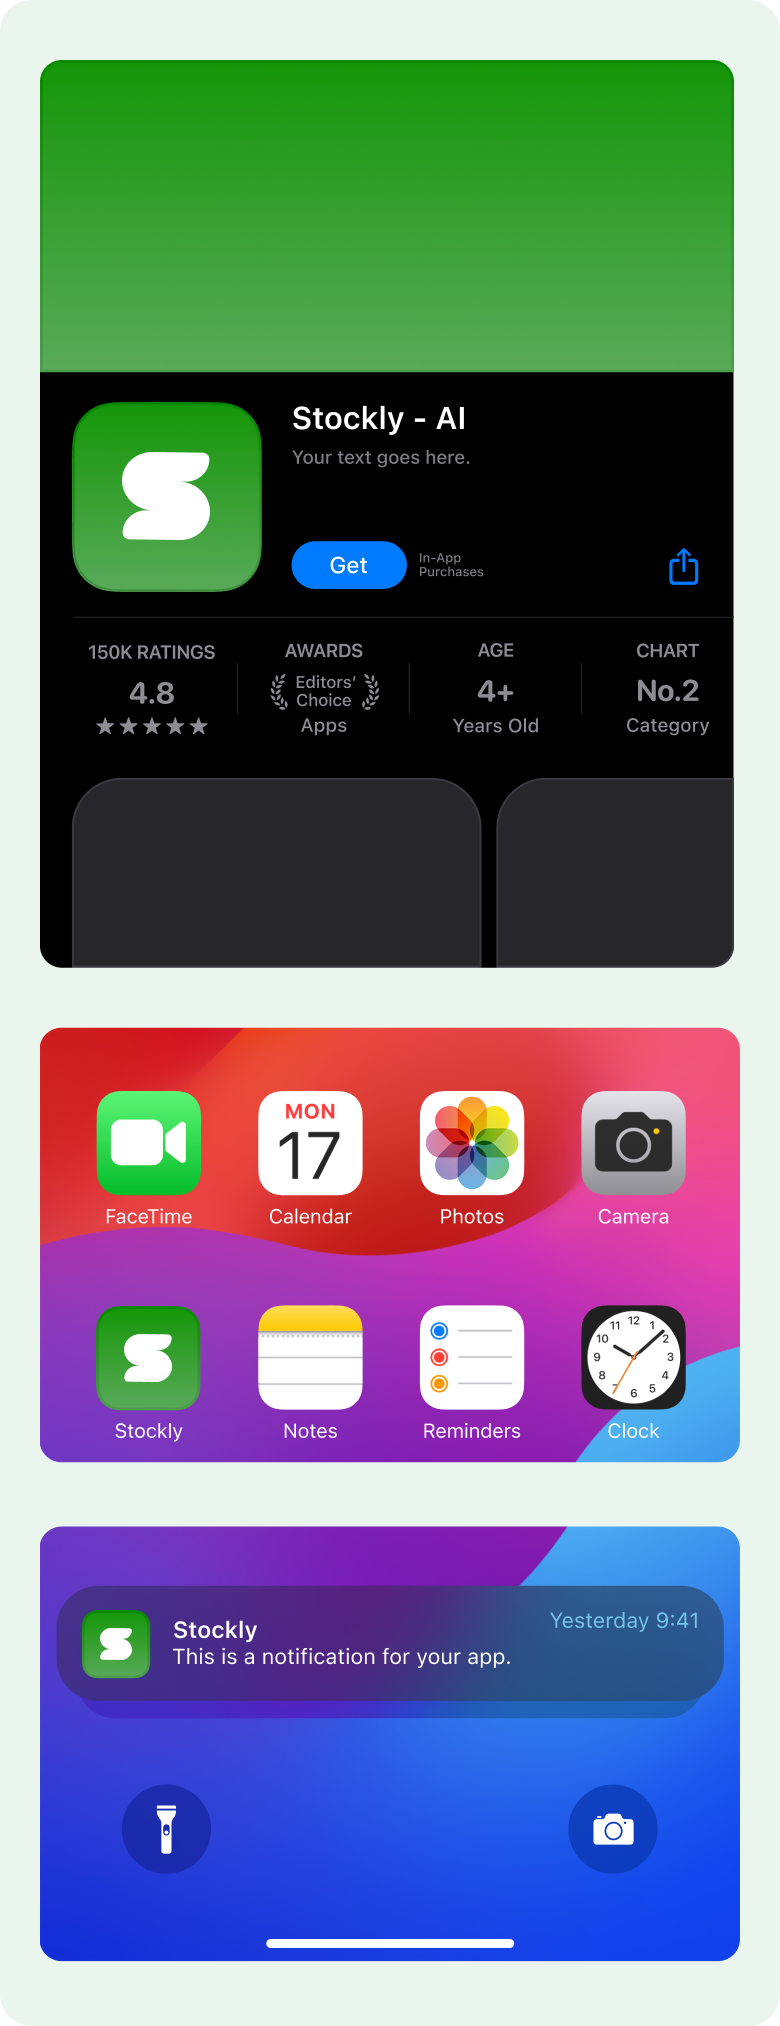 Stockly - AI
Your text goes here.
Get
In-App
Purchases
150K RATINGS
4.8
AWARDS
Editors’
Choice
Apps
AGE
4+
Years Old
CHART
No.2
Category
MON
17
FaceTime
Calendar
Photos
Camera
12
11
1
10
2
9
3
8
4
7
5
6
Stockly
Notes
Reminders
Clock
Stockly
Yesterday 9:41
This is a notification for your app.